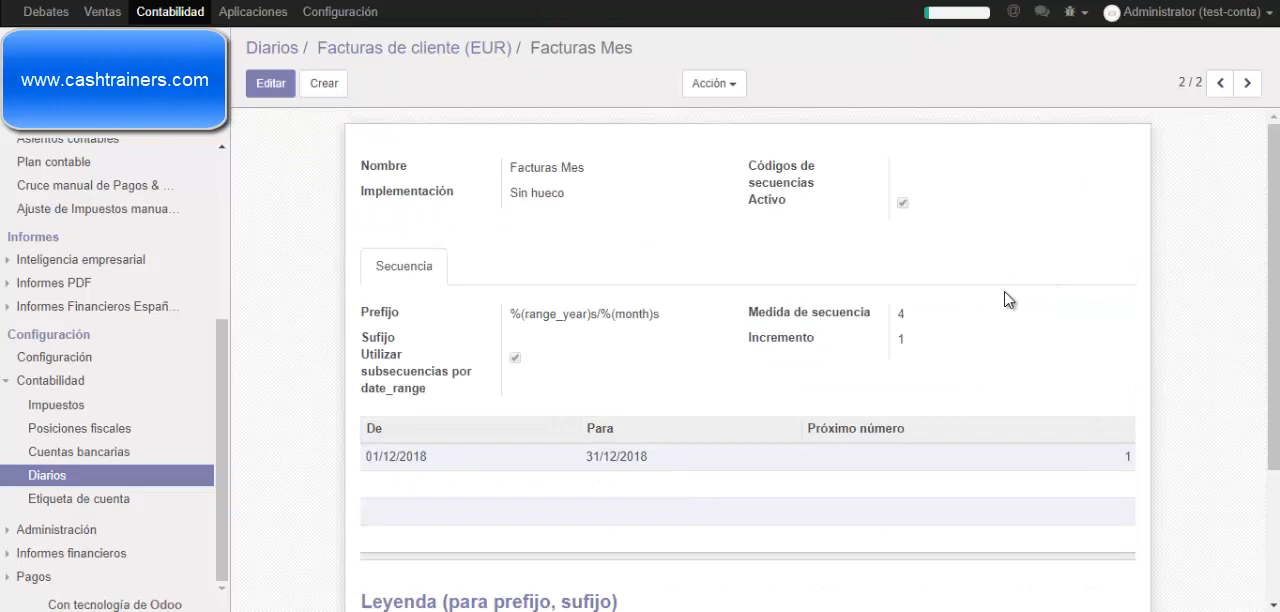 Debates Ventas Contabilidad Aplicaciones Configuración @ Administrator (test-conta)
www.cashtrainers.com
Diarios / Facturas de cliente (EUR) / Facturas Mes
Editar Crear Acción 2 / 2
Asientos contables
Plan contable
Cruce manual de Pagos & ...
Ajuste de Impuestos manua...
Informes
Inteligencia empresarial
Informes PDF
Informes Financieros Españ...
Configuración
Configuración
Contabilidad
Impuestos
Posiciones fiscales
Cuentas bancarias
Diarios
Etiqueta de cuenta
Administración
Informes financieros
Pagos
Con tecnología de Odoo
Nombre Facturas Mes
Implementación Sin hueco
Códigos de
secuencias
Activo
Secuencia
Prefijo %(range_year)s/%(month)s
Sufijo
Utilizar
subsecuencias por
date_range
Medida de secuencia 4
Incremento 1
De Para Próximo número
01/12/2018 31/12/2018 1
Leyenda (para prefijo, sufijo)